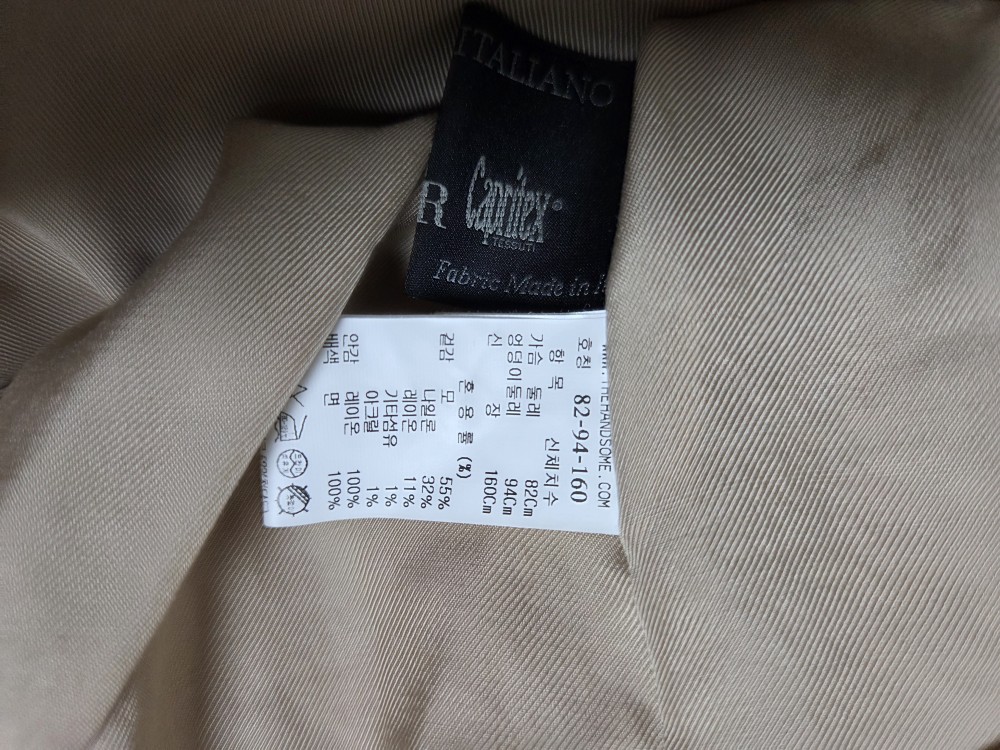 ITALIANO
R Capritex®
TESSUTI
Fabric Made in
WWW.THEHANDSOME.COM
호칭 82-94-160
항목 신체치수
가슴둘레 82Cm
엉덩이둘레 94Cm
신장 160Cm
혼용률(%)
겉감 모 55%
나일론 32%
레이온 11%
기타섬유 1%
아크릴 1%
안감 레이온 100%
배색 면 100%